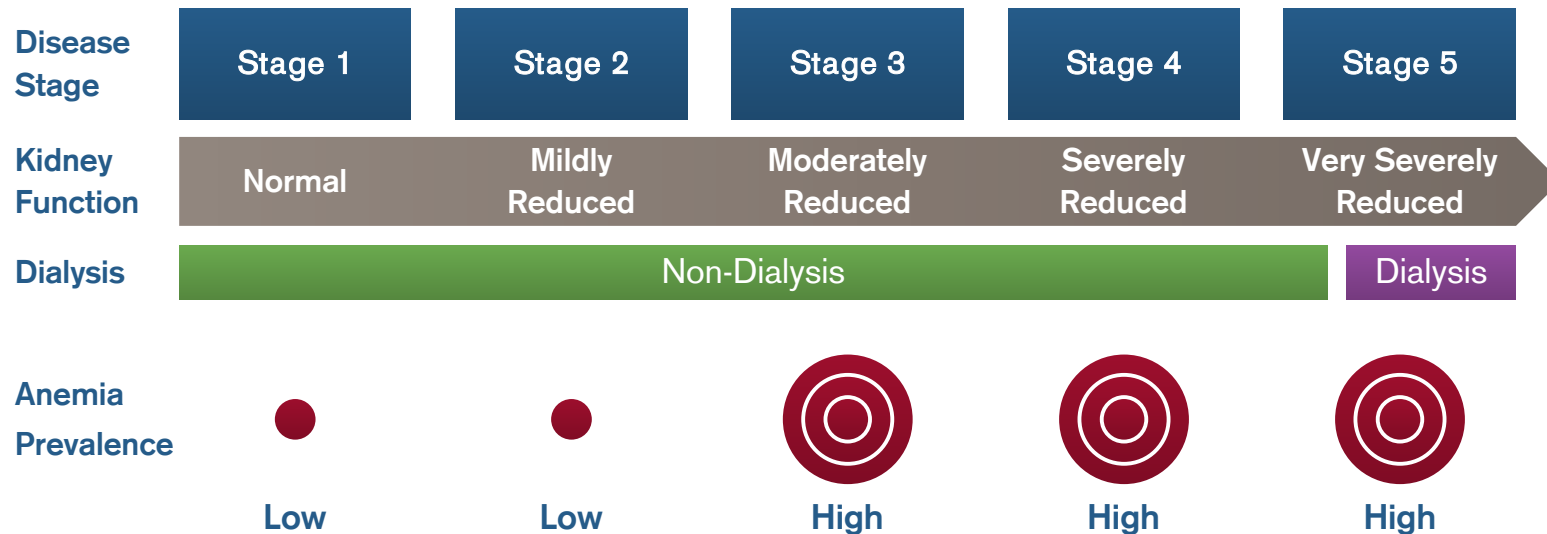 Disease
Stage
Stage 1
Stage 2
Stage 3
Stage 4
Stage 5
Kidney
Function
Normal
Mildly
Reduced
Moderately
Reduced
Severely
Reduced
Very Severely
Reduced
Dialysis
Non-Dialysis
Dialysis
Anemia
Prevalence
Low
Low
High
High
High